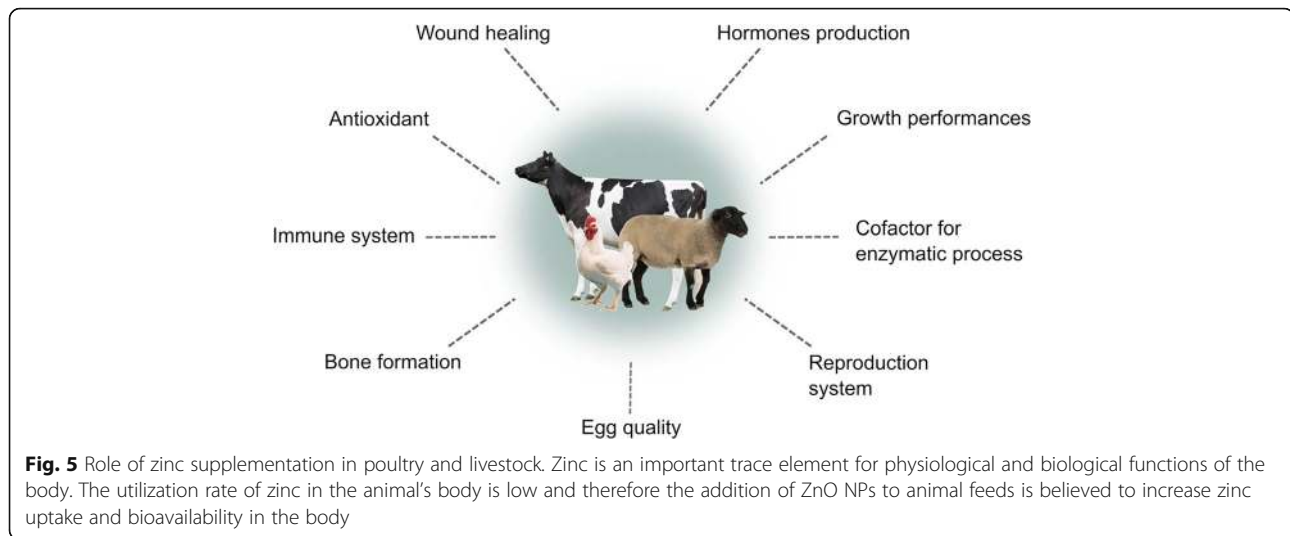 Wound healing
Hormones production
Antioxidant
Growth performances
Immune system
Cofactor for
enzymatic process
Bone formation
Reproduction
system
Egg quality
Fig. 5 Role of zinc supplementation in poultry and livestock. Zinc is an important trace element for physiological and biological functions of the
body. The utilization rate of zinc in the animal's body is low and therefore the addition of ZnO NPs to animal feeds is believed to increase zinc
uptake and bioavailability in the body